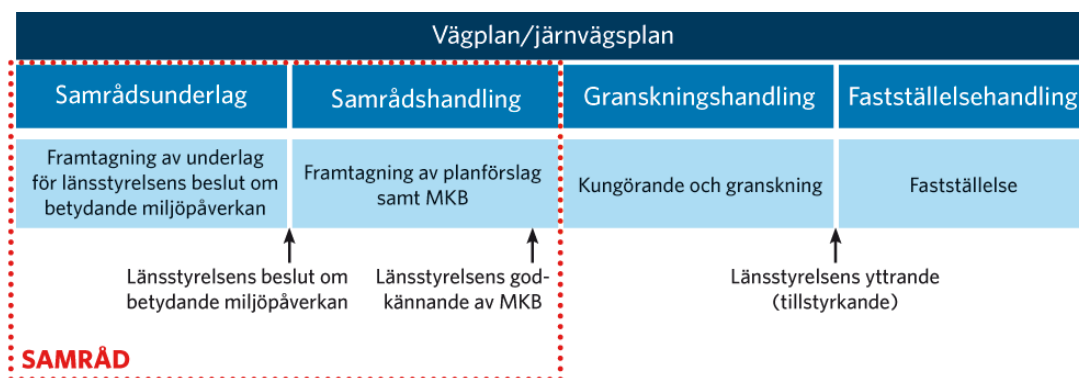 Vägplan/järnvägsplan
Samrådsunderlag
Samrådshandling
Granskningshandling
Fastställelsehandling
Framtagning av underlag
för länsstyrelsens beslut om
betydande miljöpåverkan
Framtagning av planförslag
samt MKB
Kungörande och granskning
Fastställelse
Länsstyrelsens beslut om
betydande miljöpåverkan
Länsstyrelsens god-
kännande av MKB
Länsstyrelsens yttrande
(tillstyrkande)
SAMRÅD